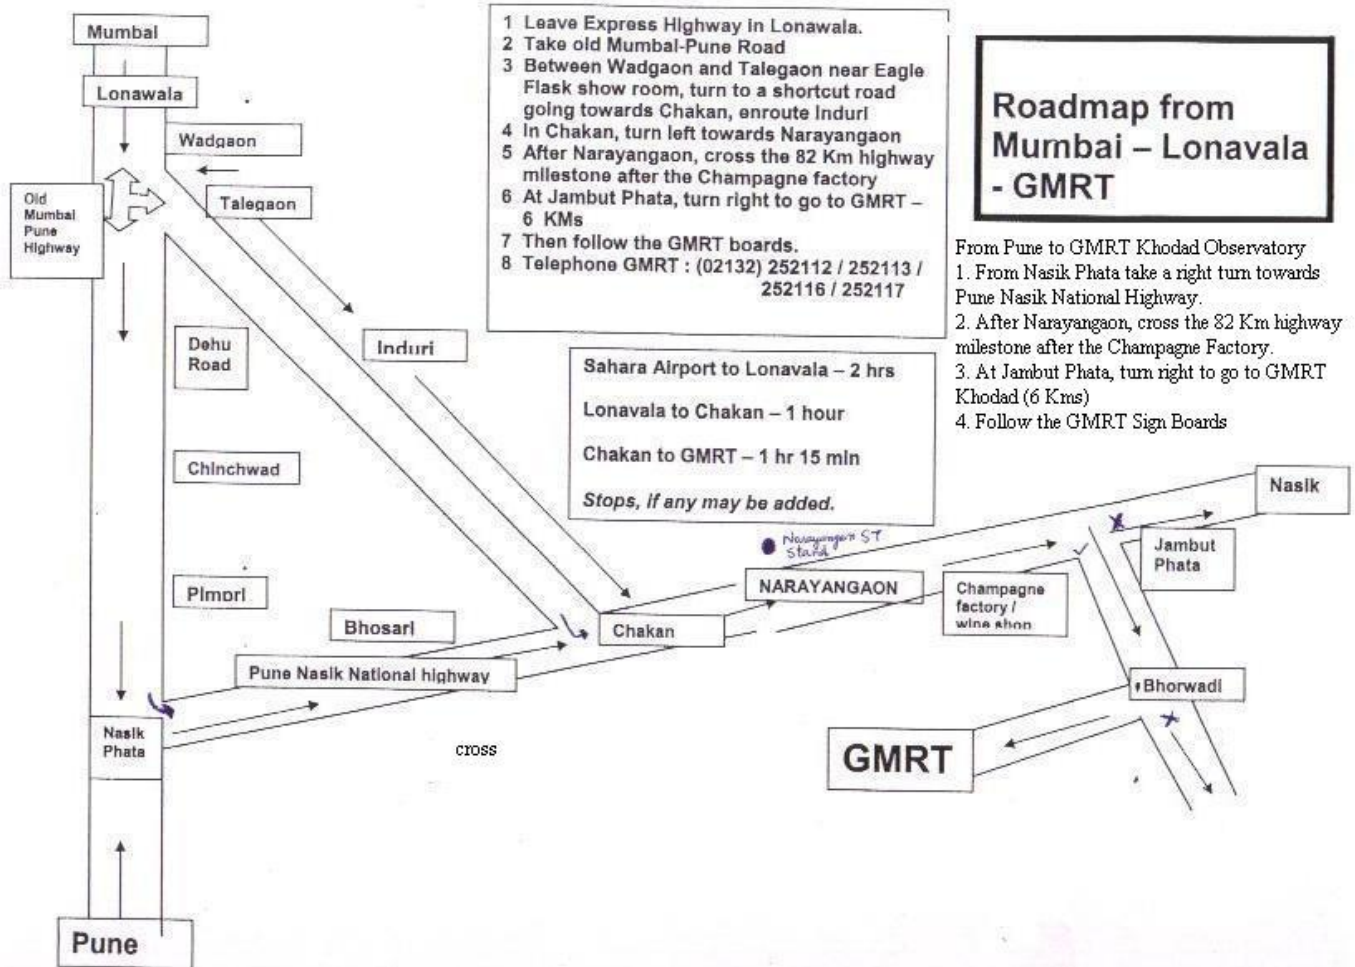 Mumbai
Lonawala
Wadgaon
Talegaon
Old
Mumbai
Pune
Highway
Dehu
Road
Induri
Chinchwad
Pimpri
Bhosari
Pune Nasik National highway
Nasik
Phata
cross
Pune
1 Leave Express Highway in Lonawala.
2 Take old Mumbai-Pune Road
3 Between Wadgaon and Talegaon near Eagle
Flask show room, turn to a shortcut road
going towards Chakan, enroute Induri
4 In Chakan, turn left towards Narayangaon
5 After Narayangaon, cross the 82 Km highway
milestone after the Champagne factory
6 At Jambut Phata, turn right to go to GMRT –
6 KMs
7 Then follow the GMRT boards.
8 Telephone GMRT : (02132) 252112 / 252113 /
252116 / 252117
Roadmap from
Mumbai – Lonavala
- GMRT
From Pune to GMRT Khodad Observatory
1. From Nasik Phata take a right turn towards
Pune Nasik National Highway.
2. After Narayangaon, cross the 82 Km highway
milestone after the Champagne Factory.
3. At Jambut Phata, turn right to go to GMRT
Khodad (6 Kms)
4. Follow the GMRT Sign Boards
Sahara Airport to Lonavala – 2 hrs
Lonavala to Chakan – 1 hour
Chakan to GMRT – 1 hr 15 min
Stops, if any may be added.
Narayangaon ST
Stand
Chakan
NARAYANGAON
Champagne
factory /
wine shop
Nasik
Jambut
Phata
Bhorwadi
GMRT